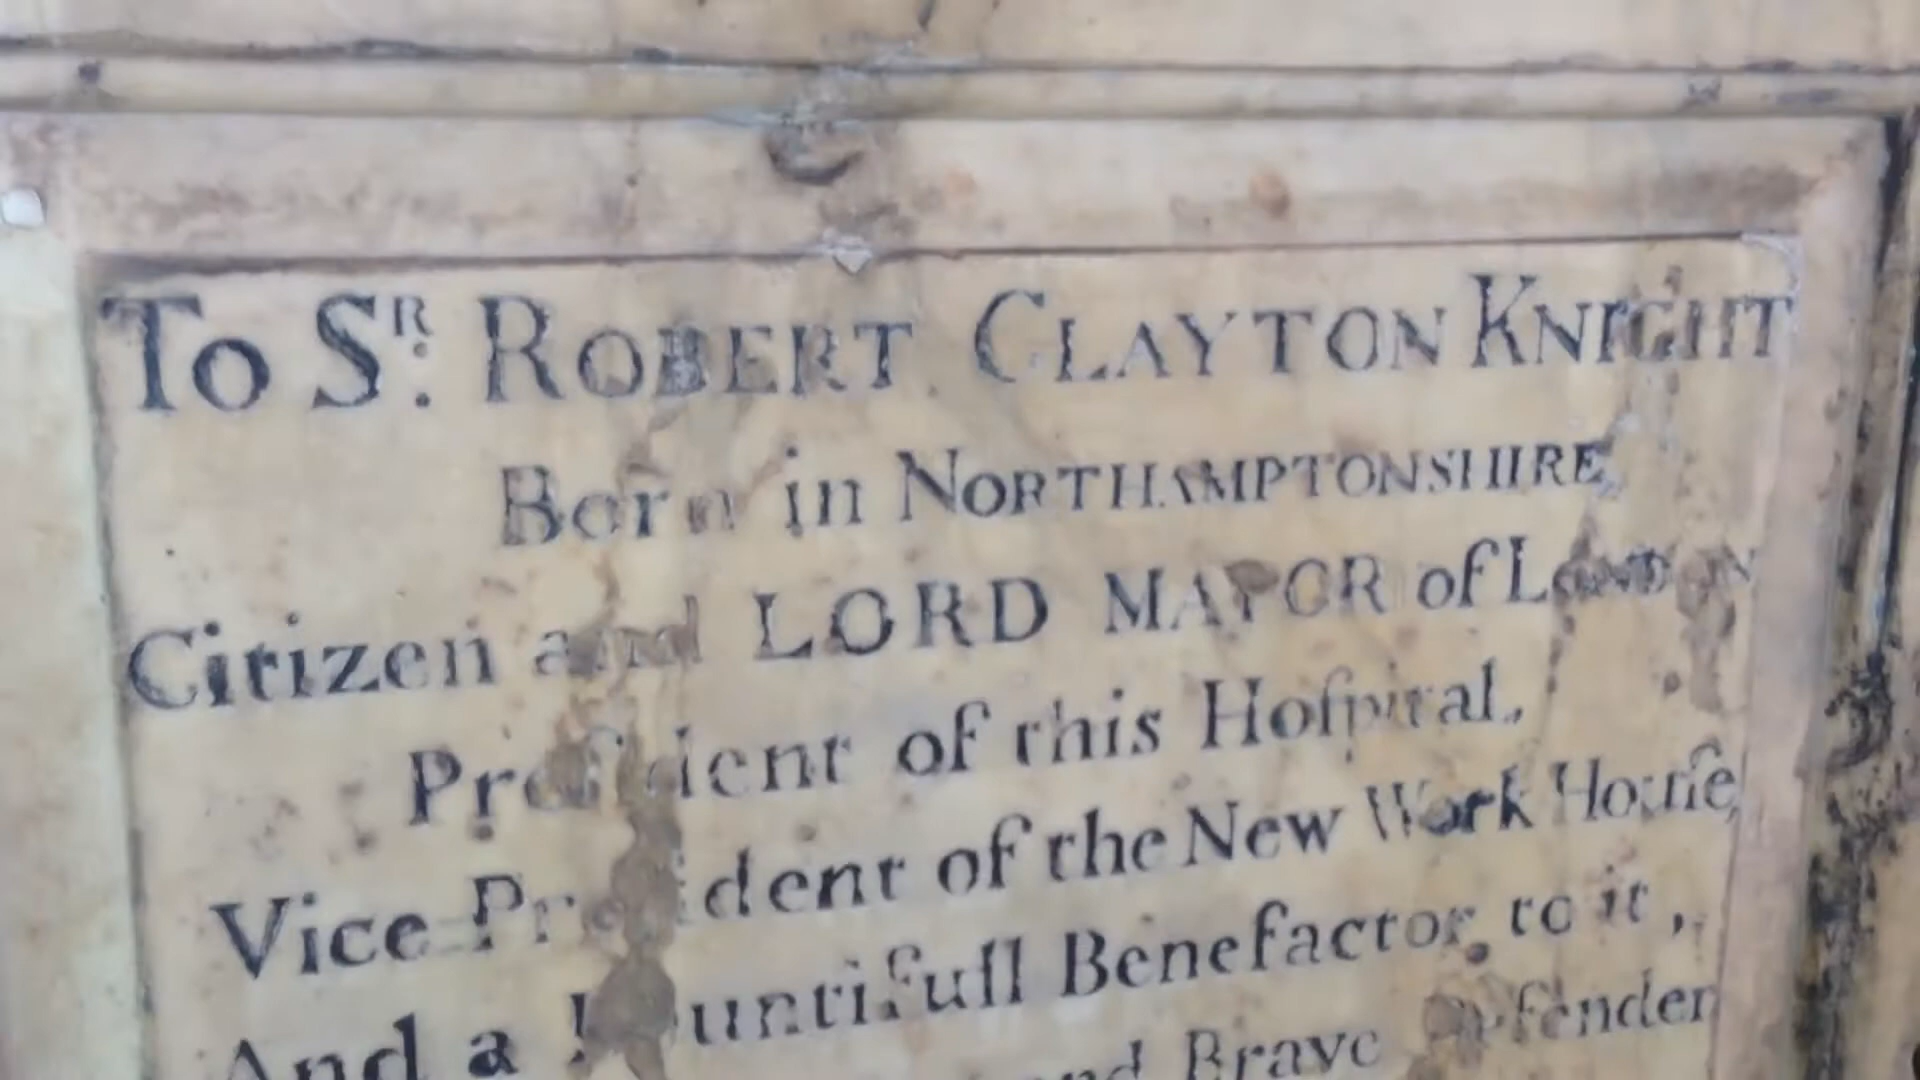 To Sᴿ: ROBERT CLAYTON KNIGHT
Born in NORTHAMPTONSHIRE
Citizen and LORD MAYOR of LONDON
Preſident of this Hoſpital,
Vice President of the New Work Houſe,
And a Bountifull Benefactor to it,
and Brave Defender